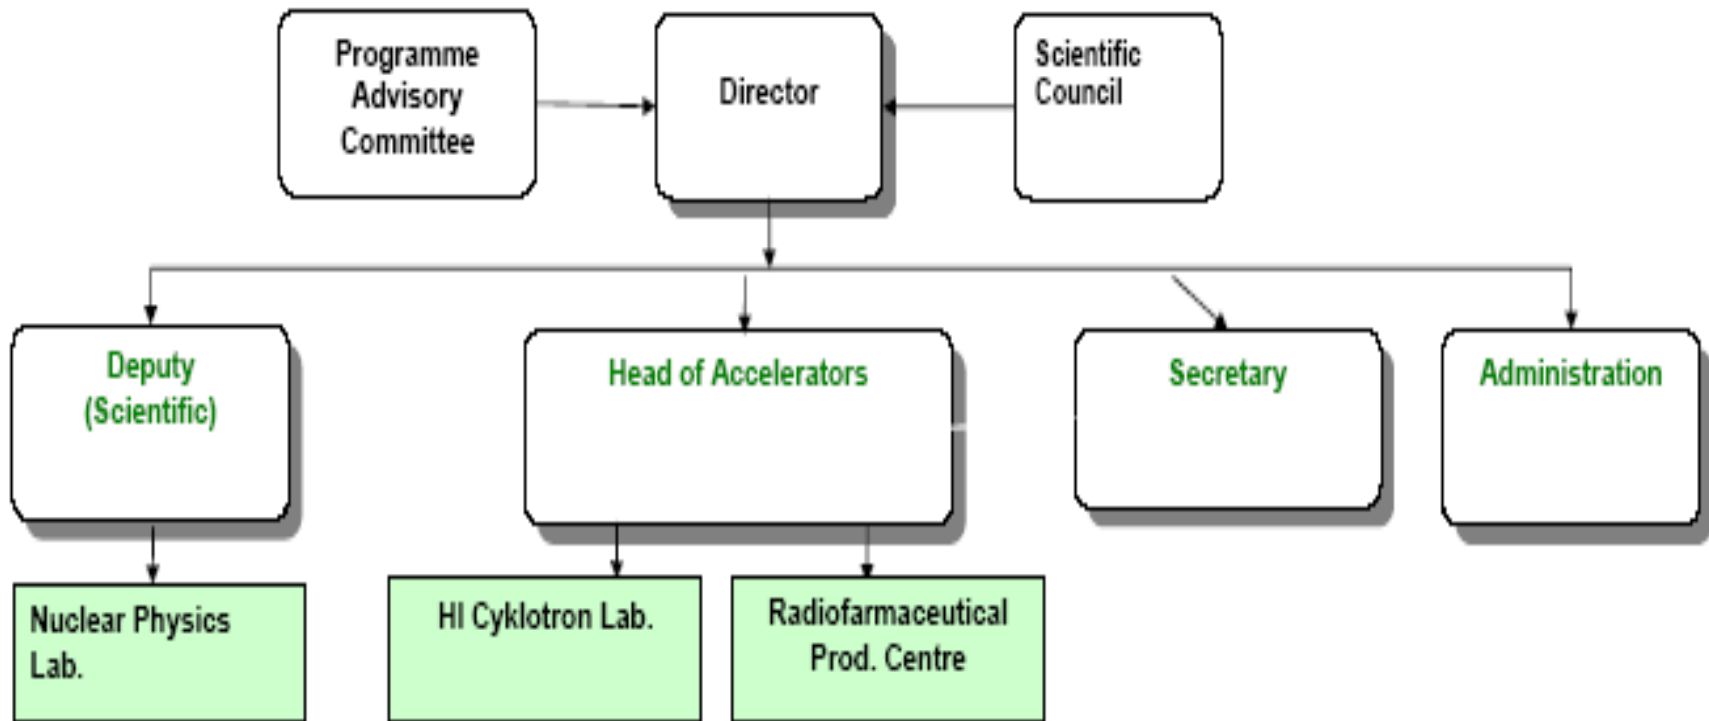 Programme
Advisory
Committee
Director
Scientific
Council
Deputy
(Scientific)
Head of Accelerators
Secretary
Administration
Nuclear Physics
Lab.
HI Cyklotron Lab.
Radiofarmaceutical
Prod. Centre